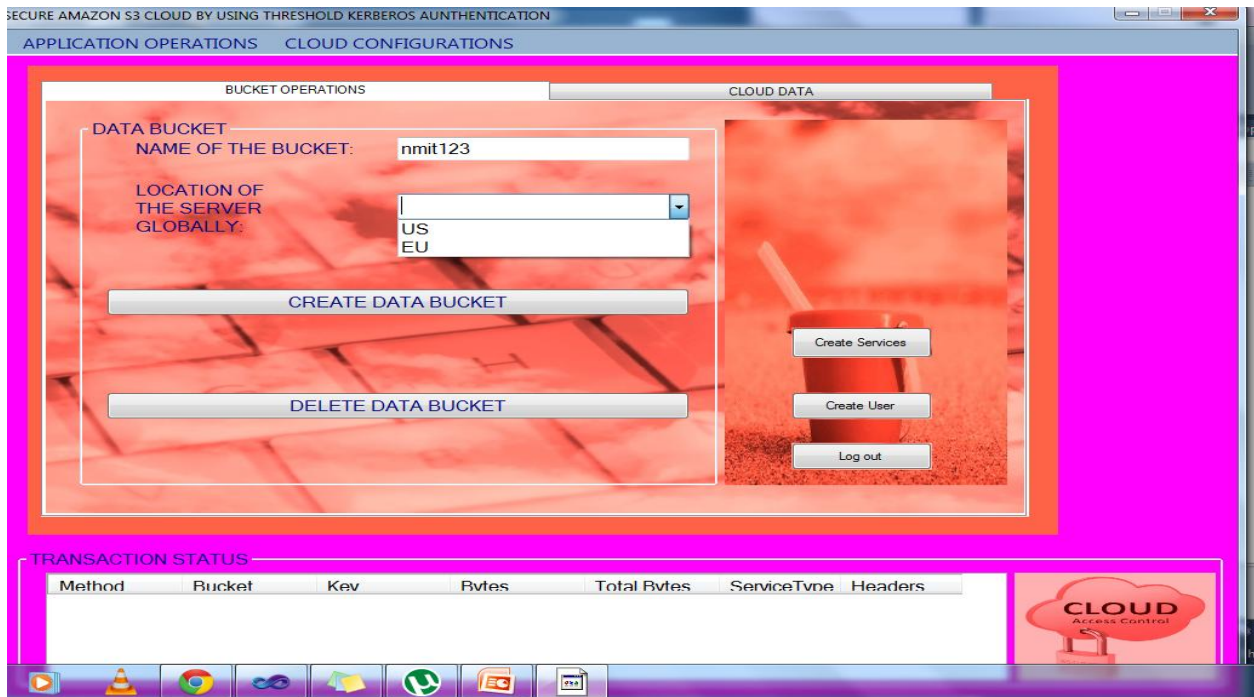 SECURE AMAZON S3 CLOUD BY USING THRESHOLD KERBEROS AUNTHENTICATION
APPLICATION OPERATIONS CLOUD CONFIGURATIONS
BUCKET OPERATIONS CLOUD DATA
DATA BUCKET
NAME OF THE BUCKET: nmit123
LOCATION OF
THE SERVER
GLOBALLY:
US
EU
CREATE DATA BUCKET
DELETE DATA BUCKET
Create Services
Create User
Log out
TRANSACTION STATUS
Method Bucket Key Bytes Total Bytes ServiceType Headers
CLOUD
Access Control